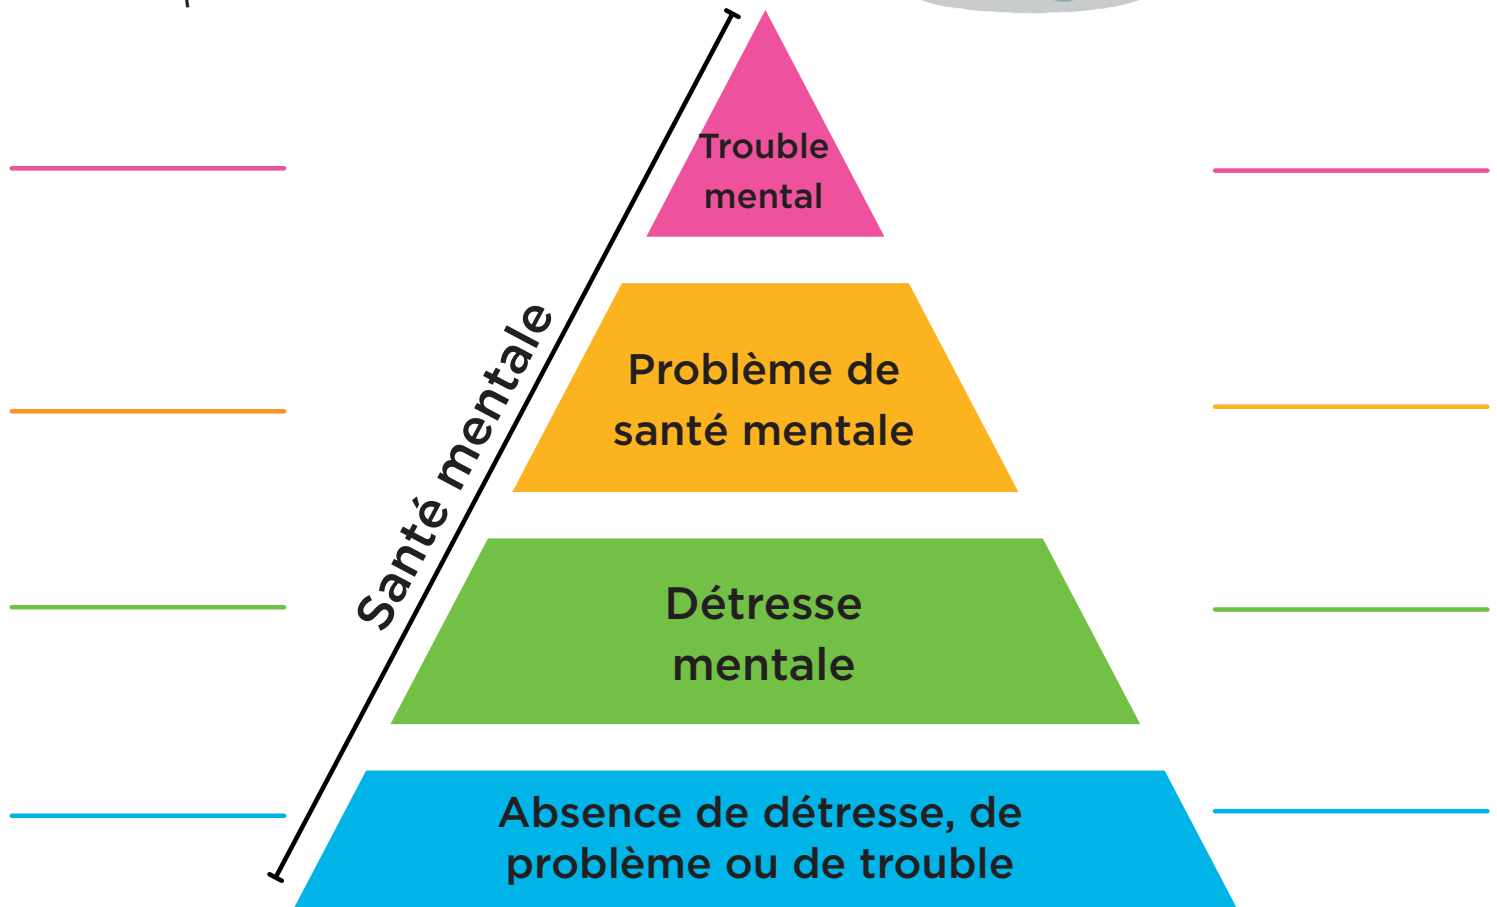 Trouble
mental
Santé mentale
Problème de
santé mentale
Détresse
mentale
Absence de détresse, de
problème ou de trouble